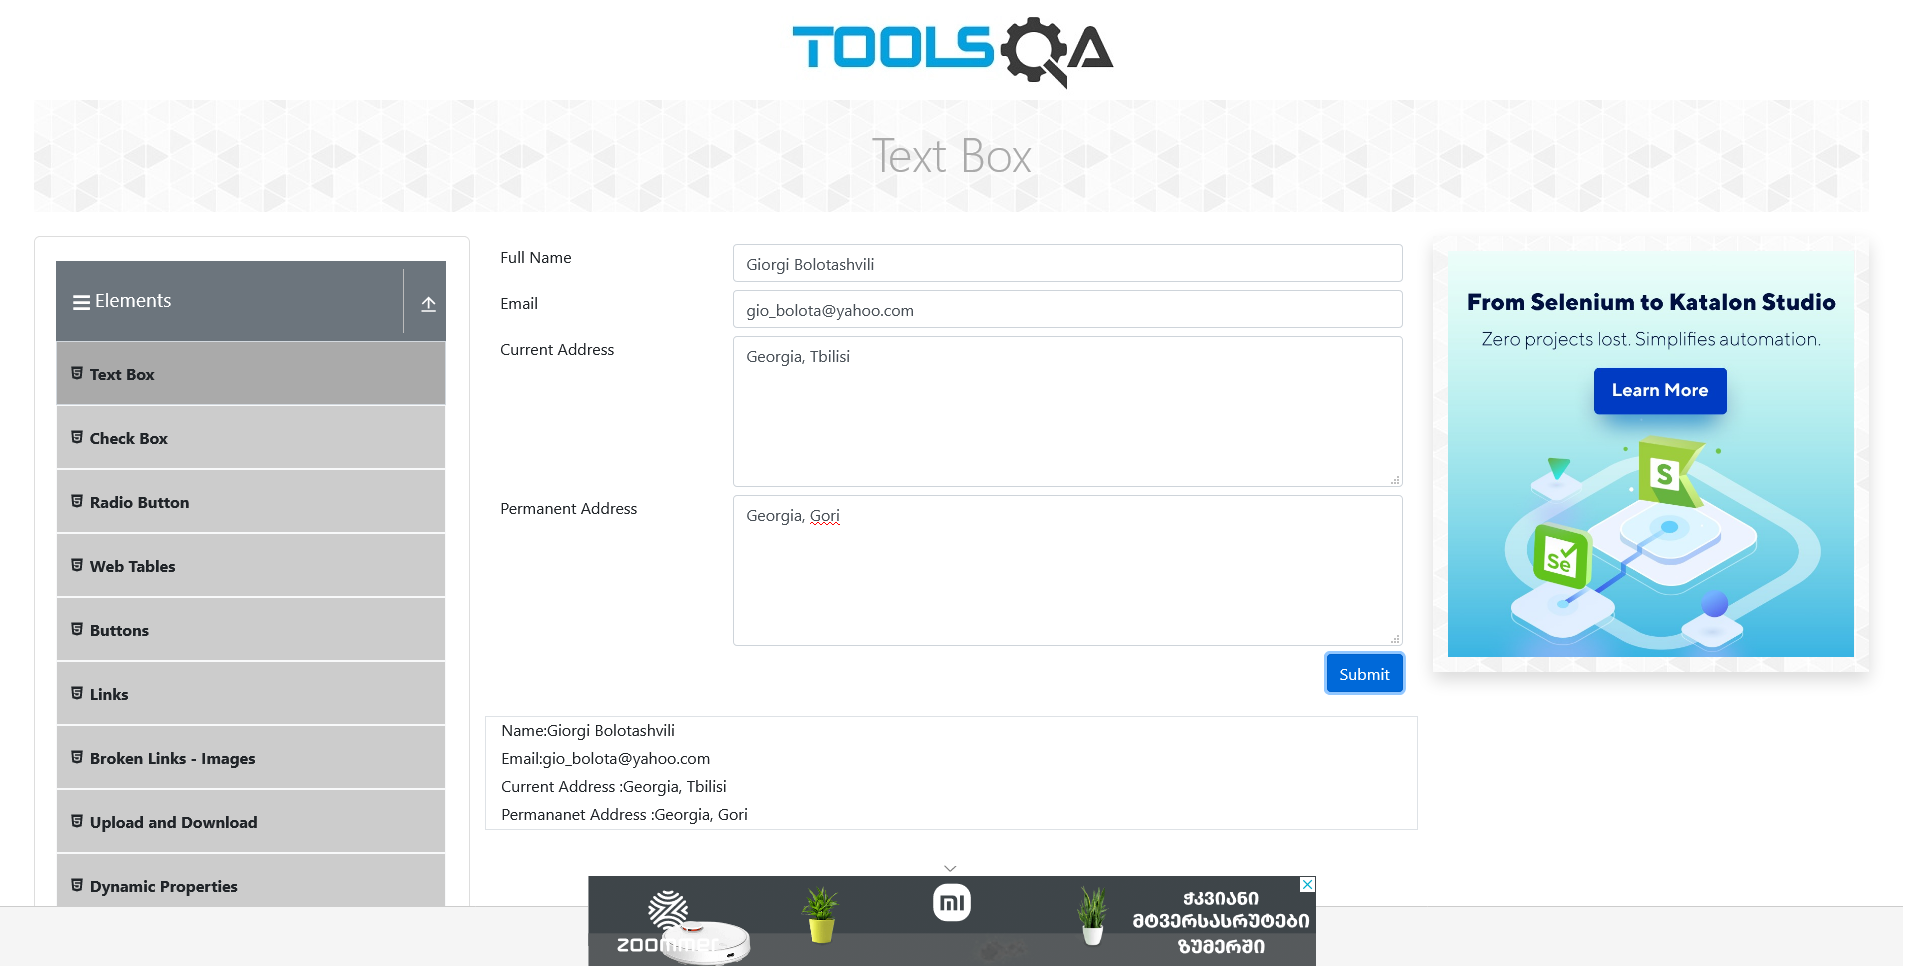 TOOLSQA
Text Box
Elements
Text Box
Check Box
Radio Button
Web Tables
Buttons
Links
Broken Links - Images
Upload and Download
Dynamic Properties
Full Name
Giorgi Bolotashvili
Email
gio_bolota@yahoo.com
Current Address
Georgia, Tbilisi
Permanent Address
Georgia, Gori
Submit
Name:Giorgi Bolotashvili
Email:gio_bolota@yahoo.com
Current Address :Georgia, Tbilisi
Permananet Address :Georgia, Gori
From Selenium to Katalon Studio
Zero projects lost. Simplifies automation.
Learn More
S
Se
zoommer
mi
ჭკვიანი
მტვერსასრუტები
ზუმერში